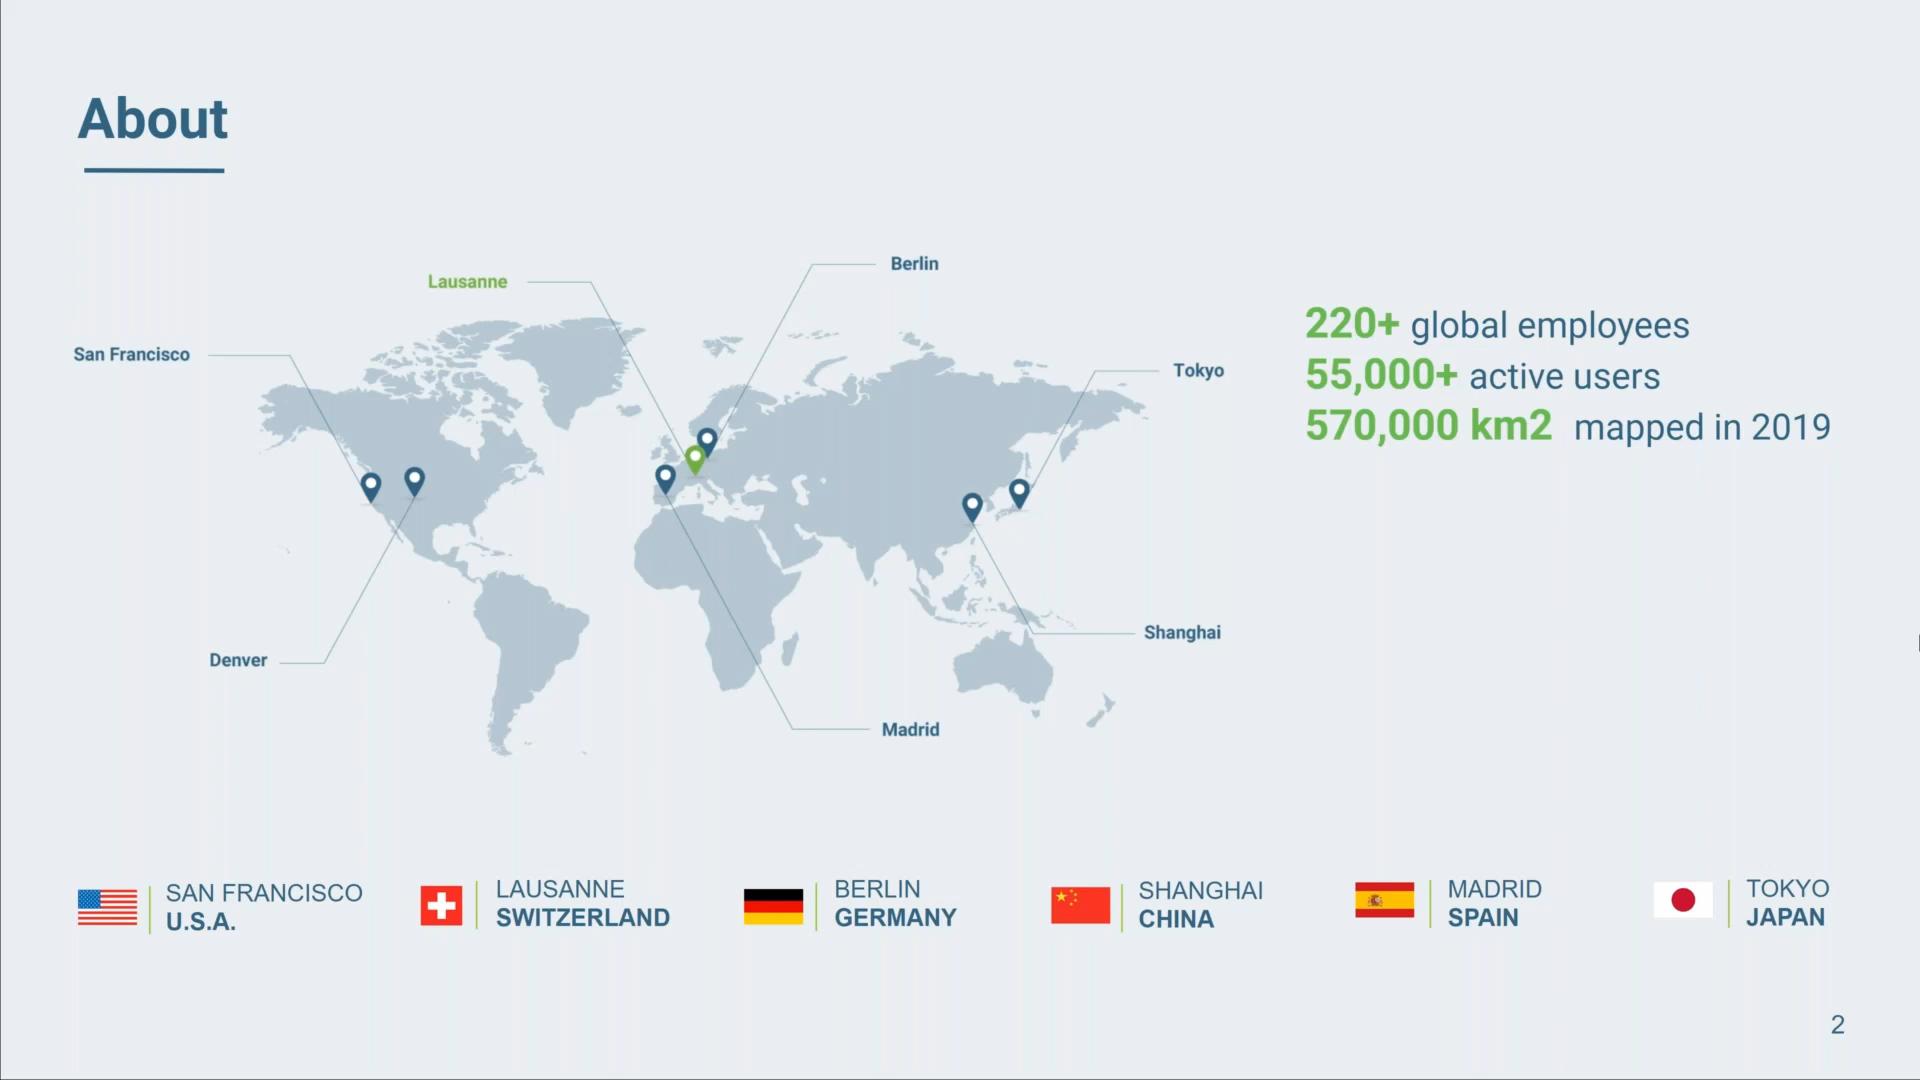 About
Berlin
Lausanne
San Francisco
Tokyo
220+ global employees
55,000+ active users
570,000 km2 mapped in 2019
Shanghai
Denver
Madrid
SAN FRANCISCO
U.S.A.
LAUSANNE
SWITZERLAND
BERLIN
GERMANY
SHANGHAI
CHINA
MADRID
SPAIN
TOKYO
JAPAN
2